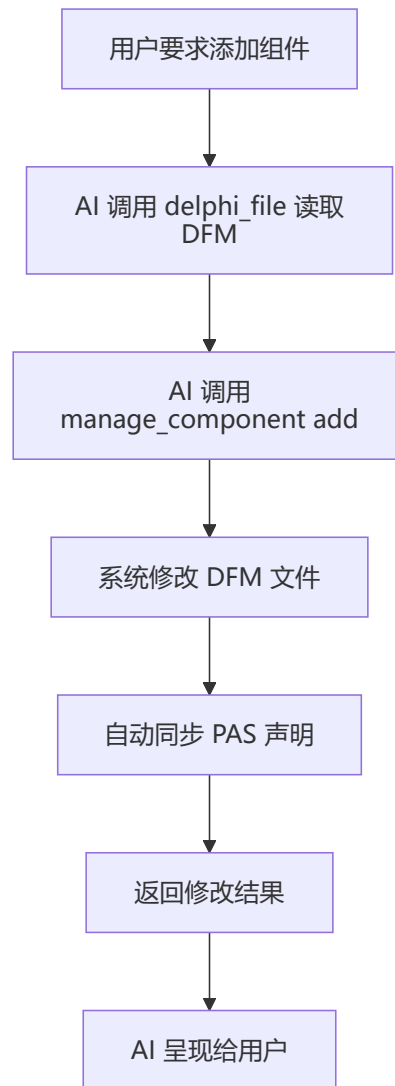 用户要求添加组件
AI 调用 delphi_file 读取
DFM
AI 调用
manage_component add
系统修改 DFM 文件
自动同步 PAS 声明
返回修改结果
AI 呈现给用户